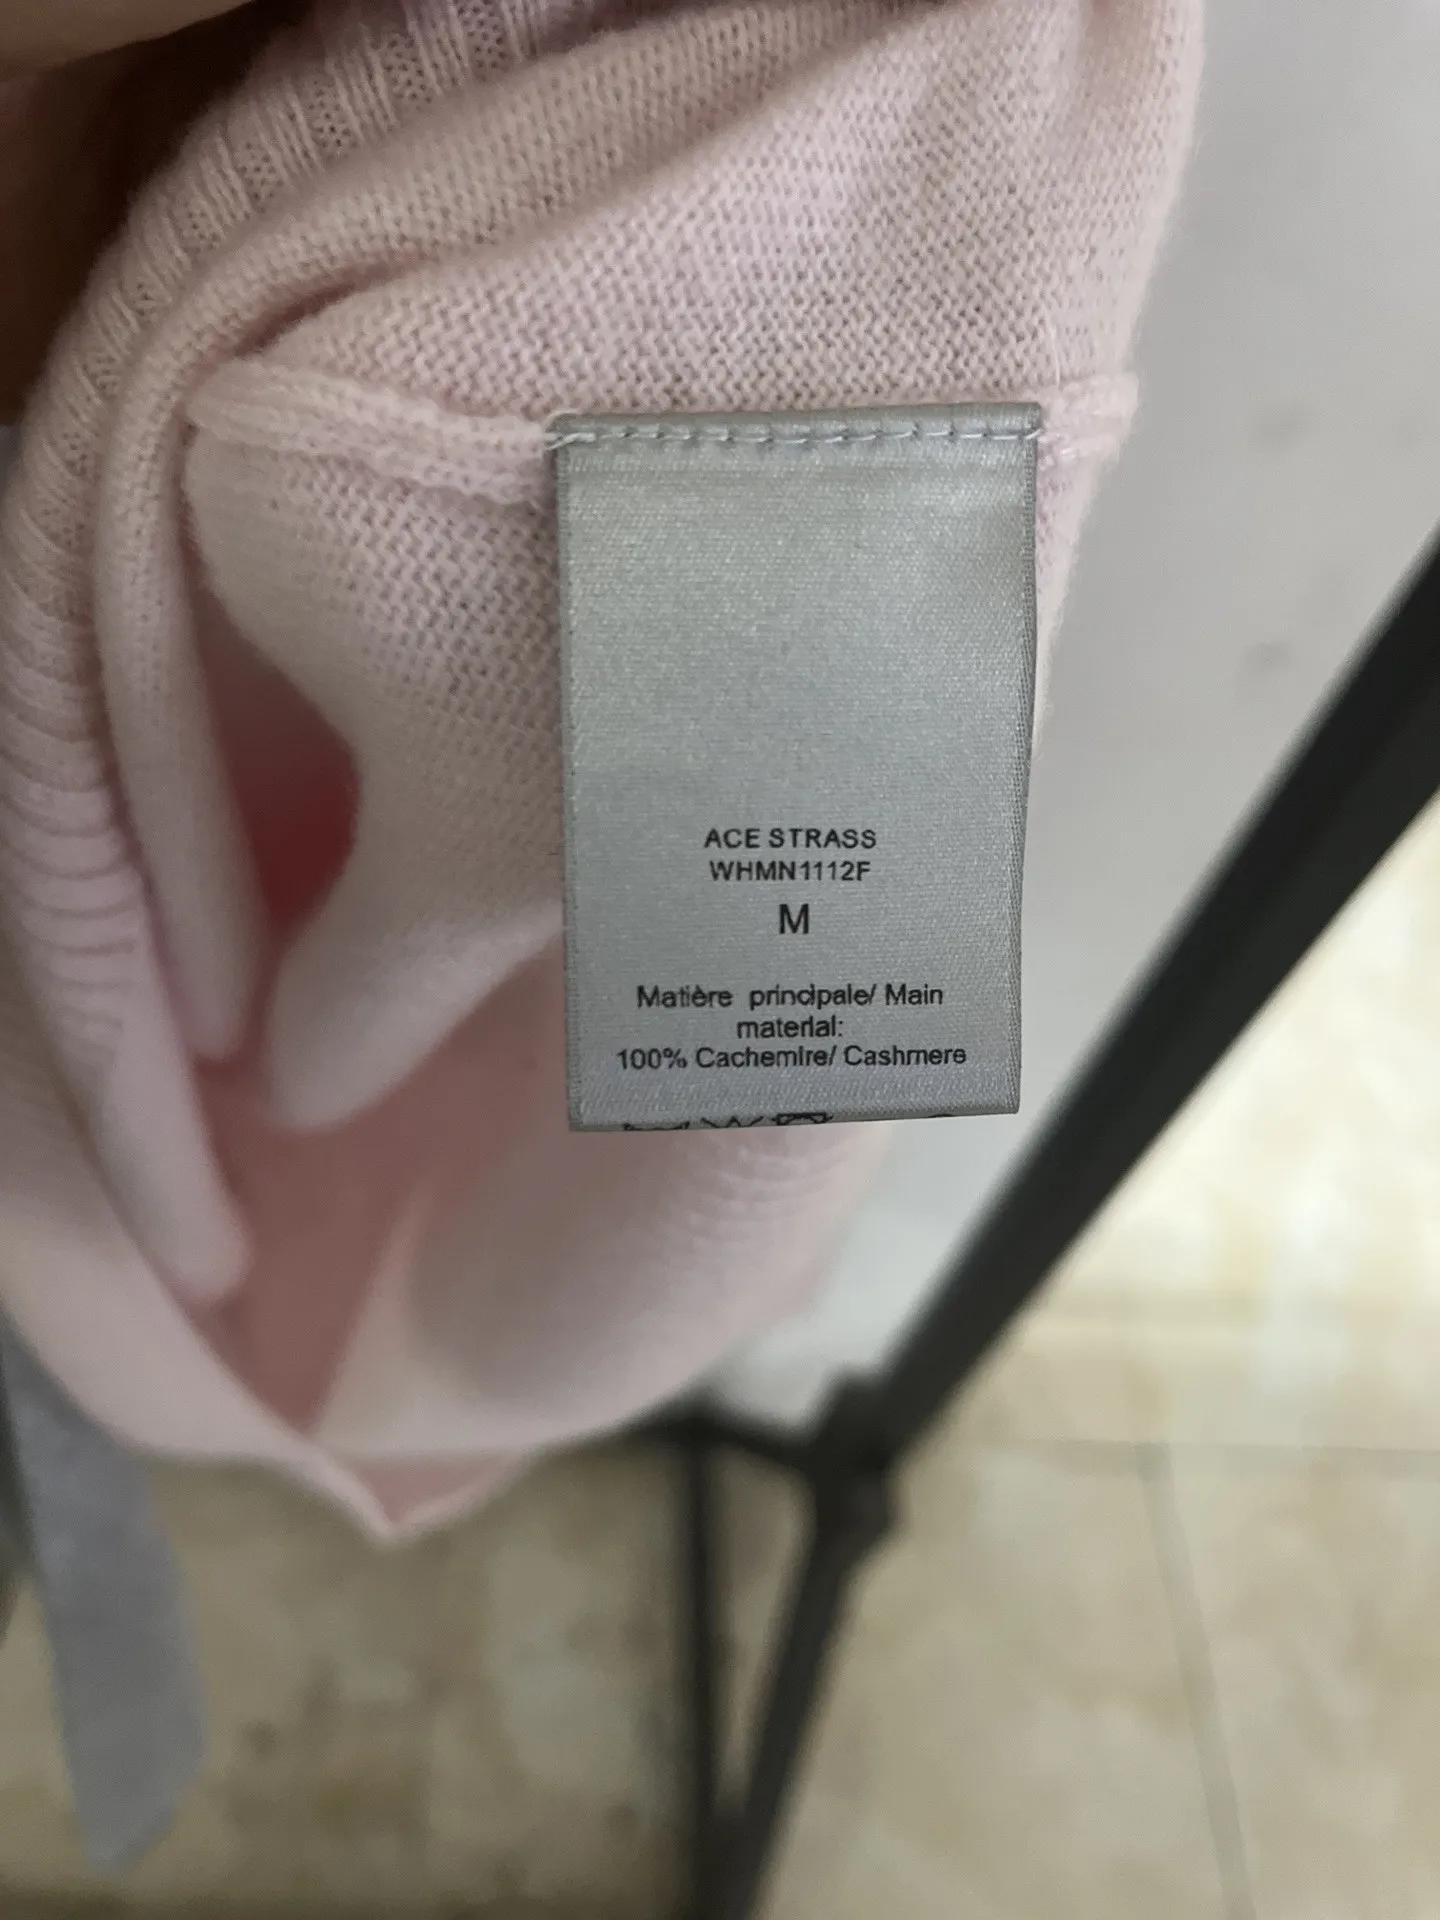 ACE STRASS
WHMN1112F
M
Matière principale/ Main
material:
100% Cachemire/ Cashmere